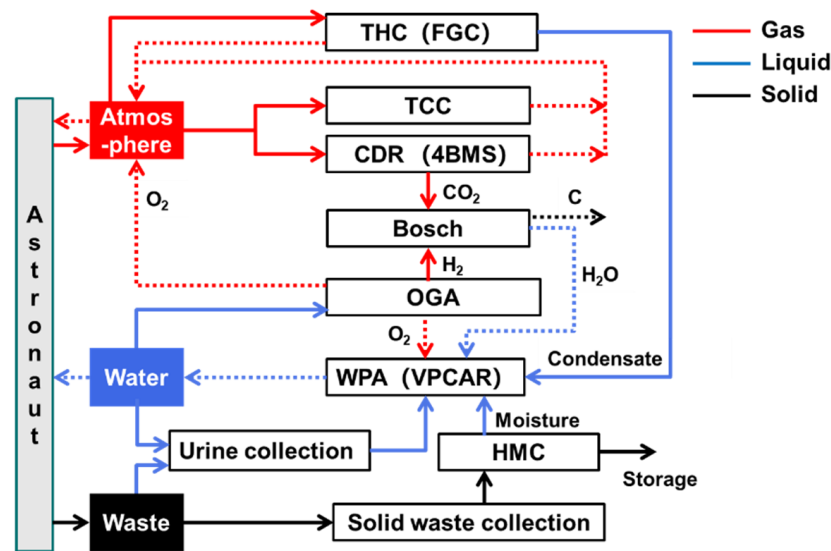 THC（FGC）
Gas
Liquid
Solid
Atmos
-phere
TCC
CDR（4BMS）
O₂
CO₂
C
Bosch
H₂
H₂O
OGA
O₂
Astronaut
Water
WPA（VPCAR）
Condensate
Urine collection
Moisture
HMC
Storage
Waste
Solid waste collection